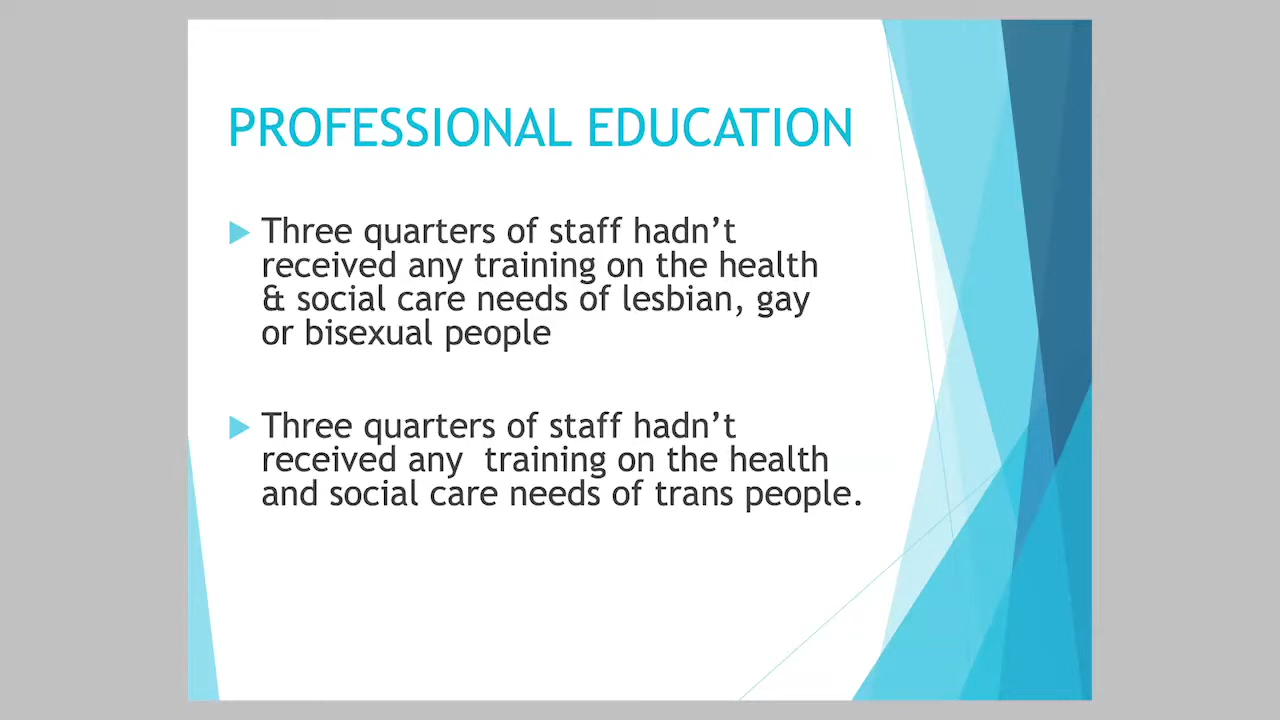 PROFESSIONAL EDUCATION
Three quarters of staff hadn’t
received any training on the health
& social care needs of lesbian, gay
or bisexual people
Three quarters of staff hadn’t
received any  training on the health
and social care needs of trans people.